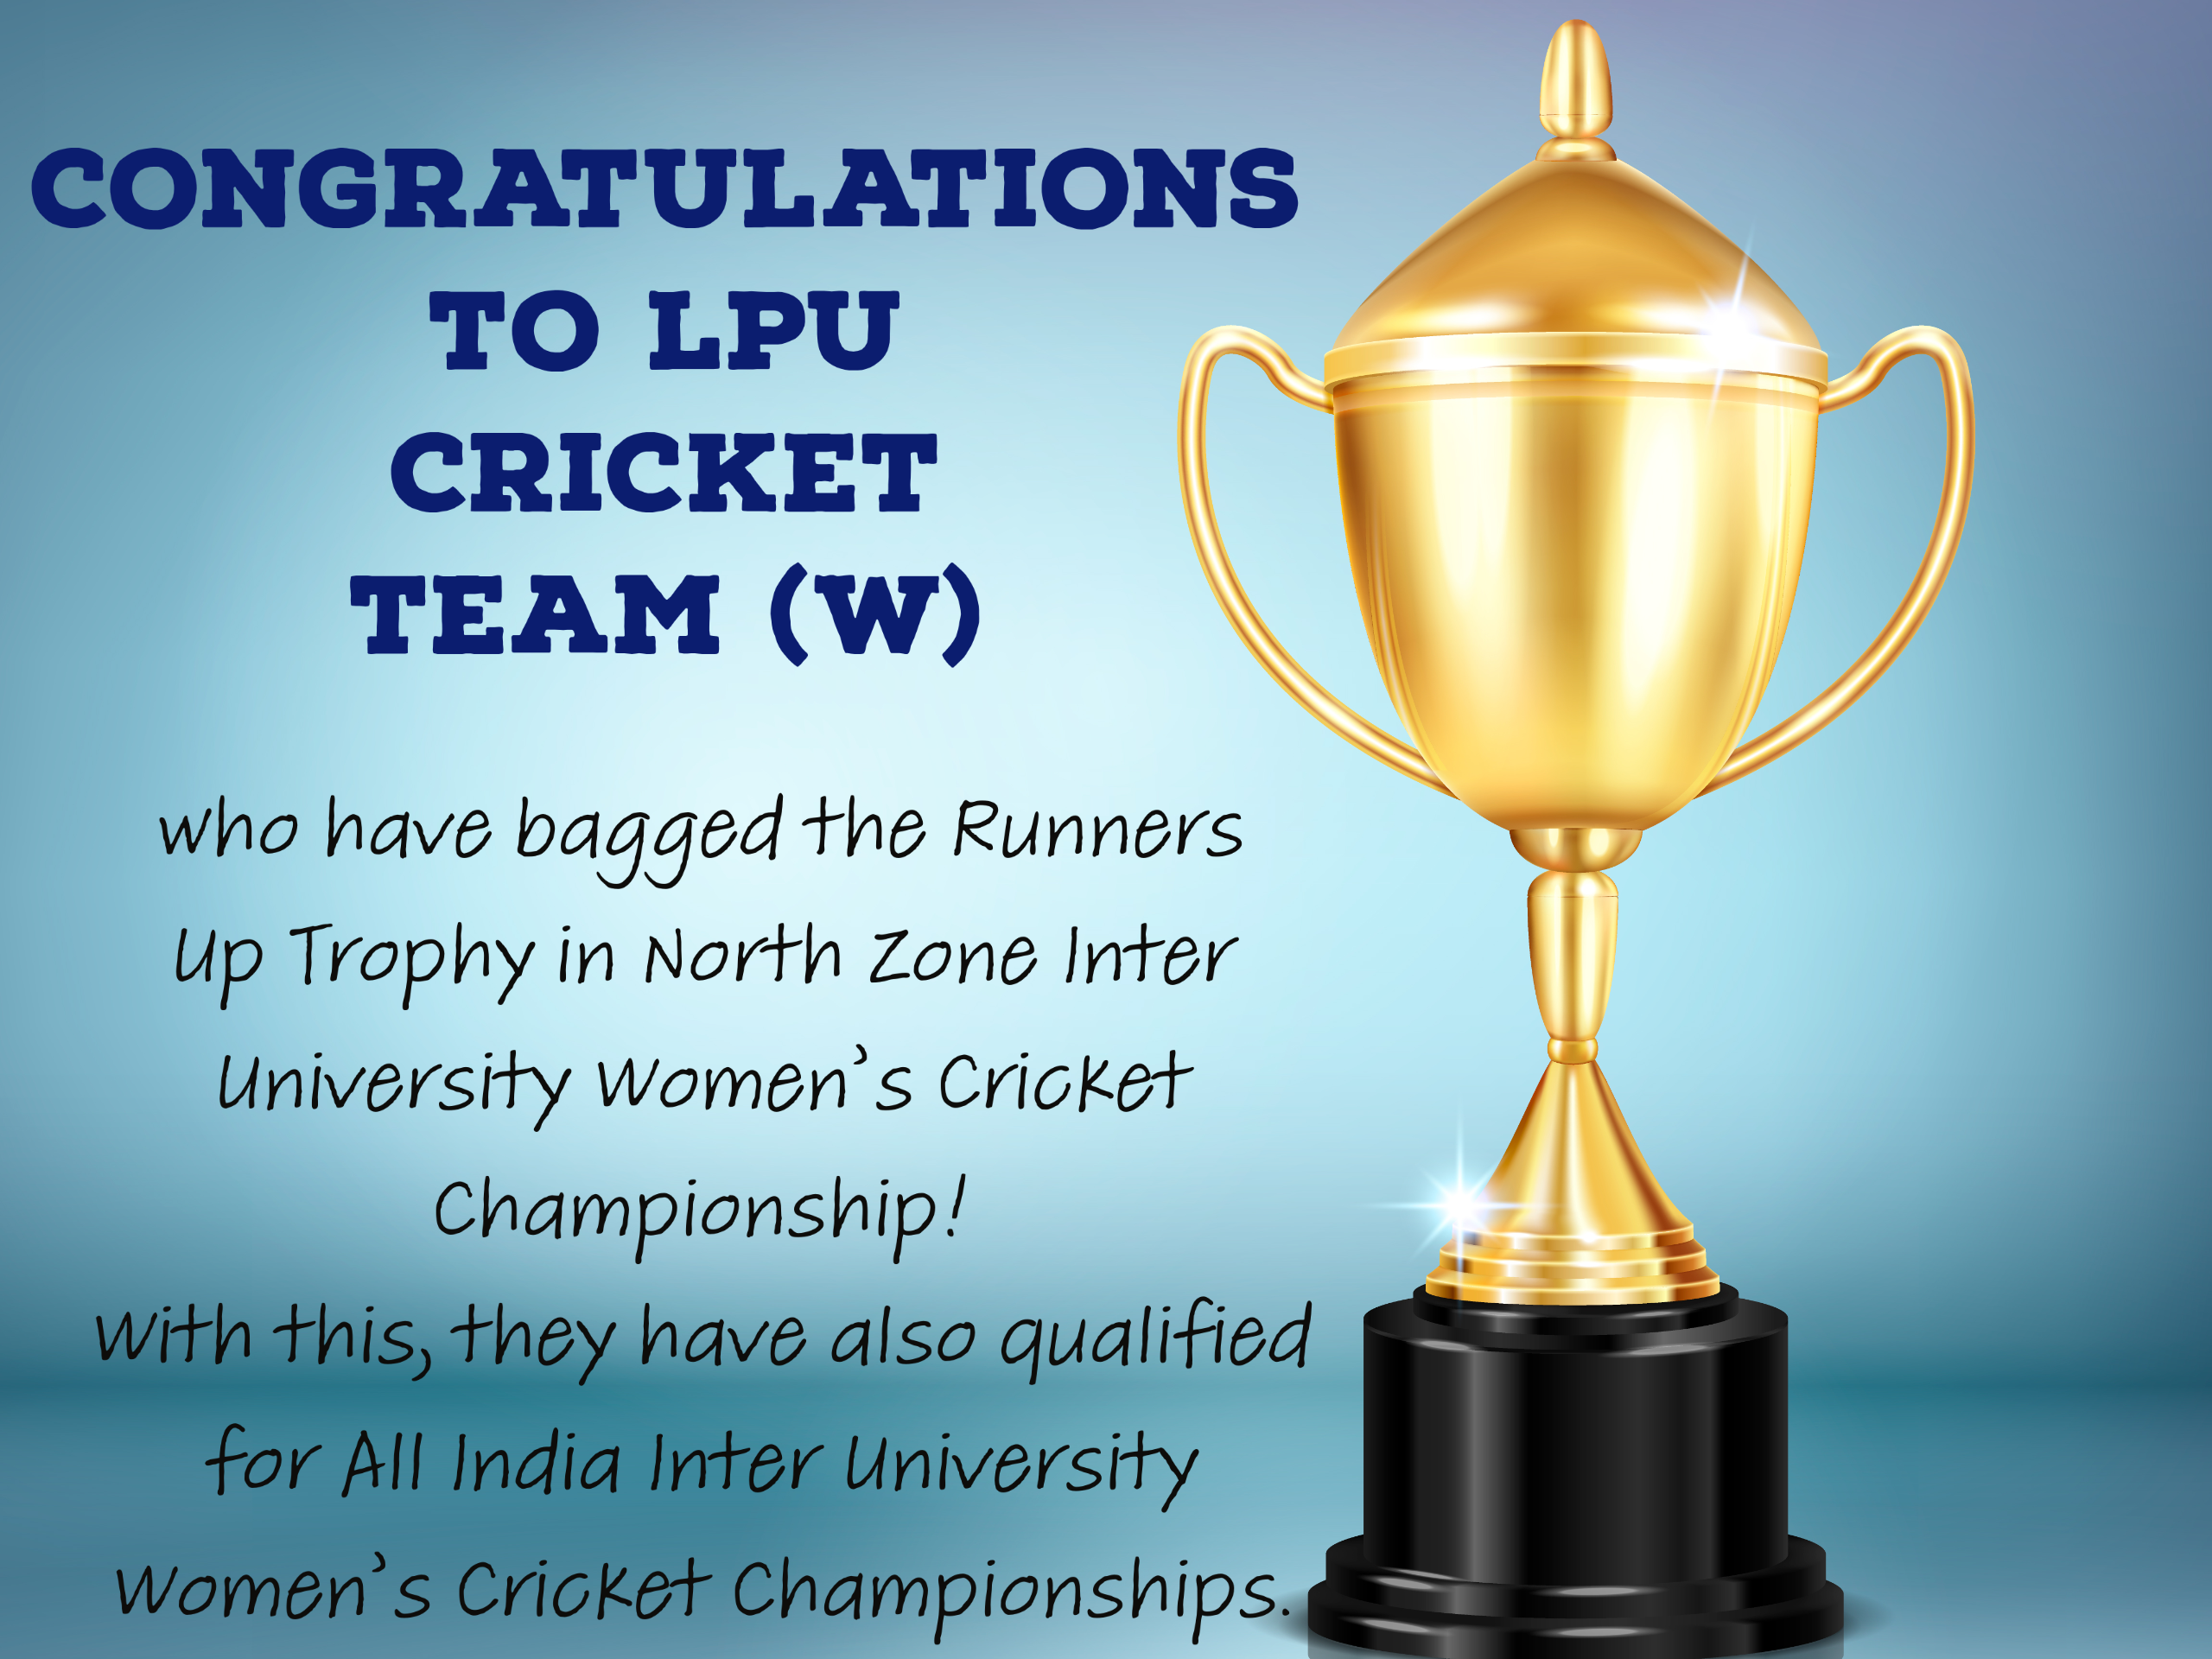 CONGRATULATIONS
TO LPU
CRICKET
TEAM (W)
who have bagged the Runners
Up Trophy in North Zone Inter
University Women's Cricket
Championship!
With this, they have also qualified
for All India Inter University
Women's Cricket Championships.